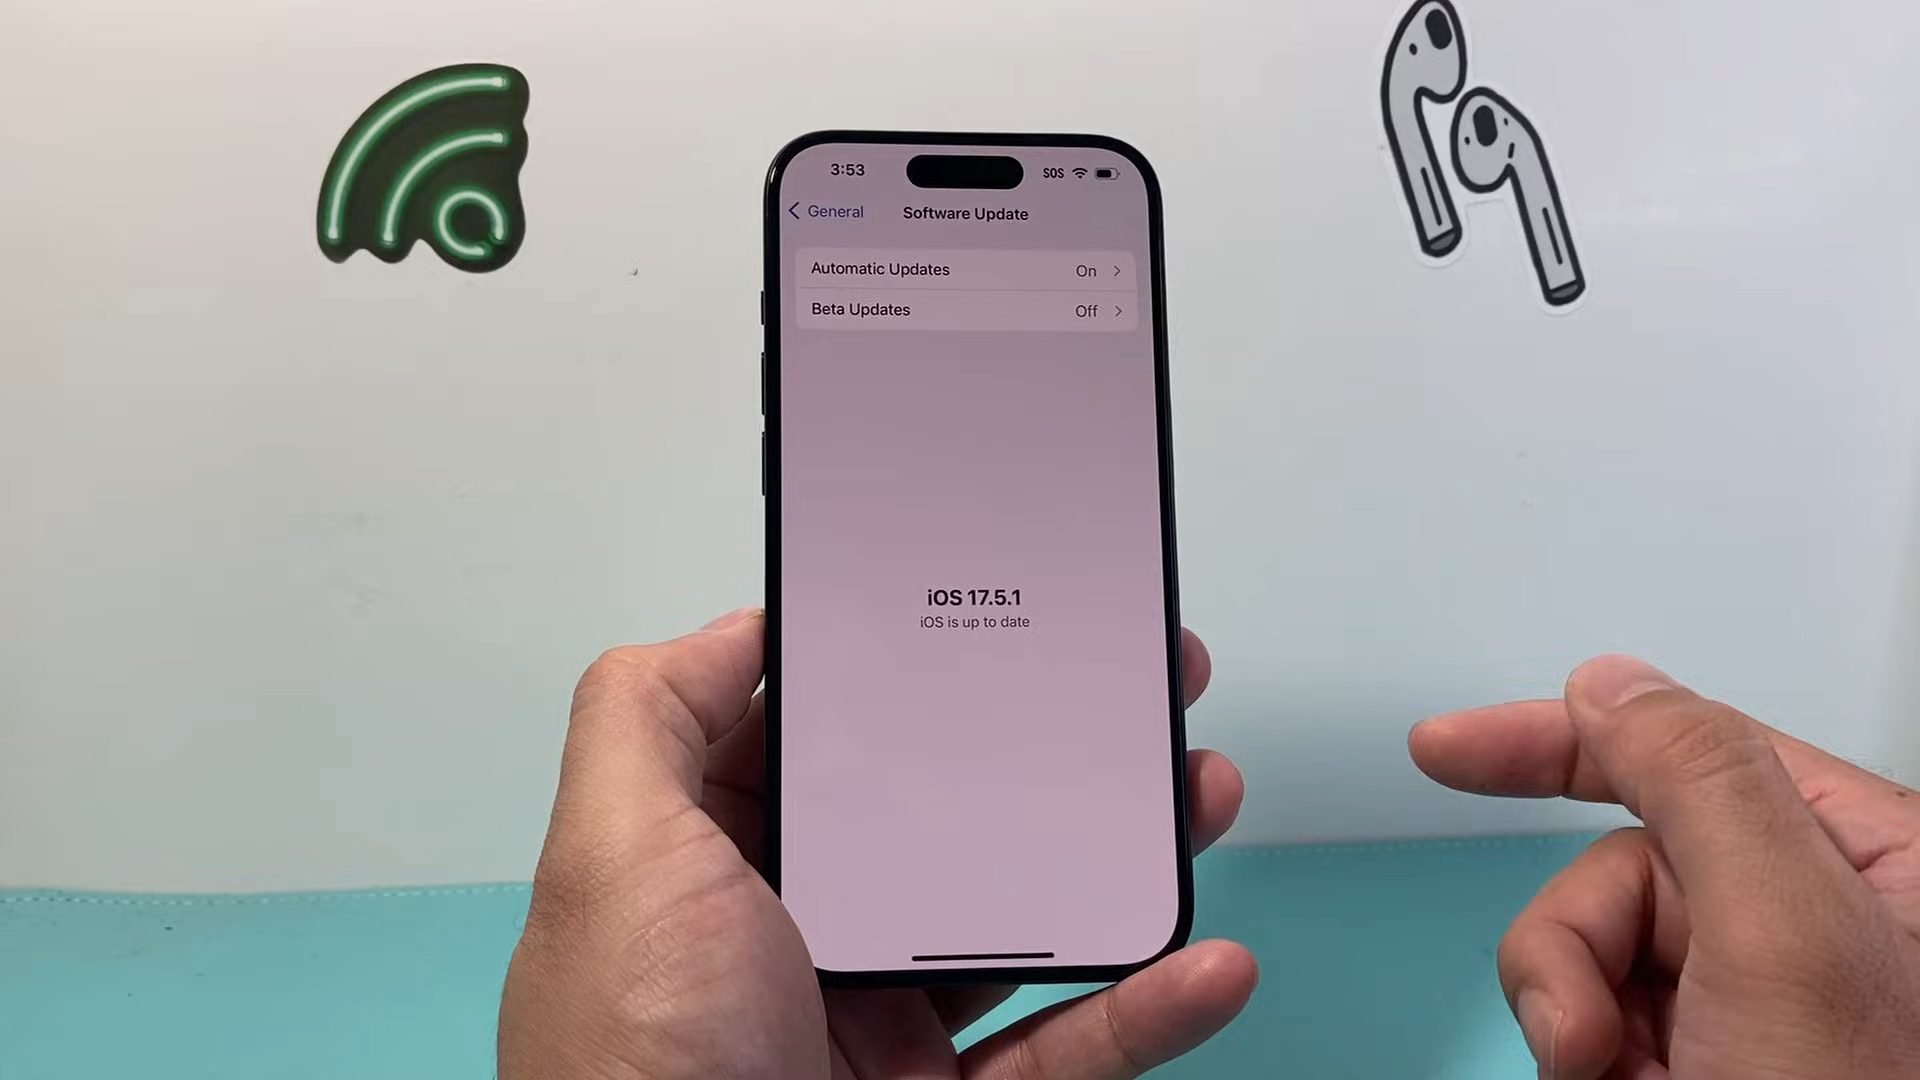 3:53
SOS
General
Software Update
Automatic Updates On
Beta Updates Off
iOS 17.5.1
iOS is up to date